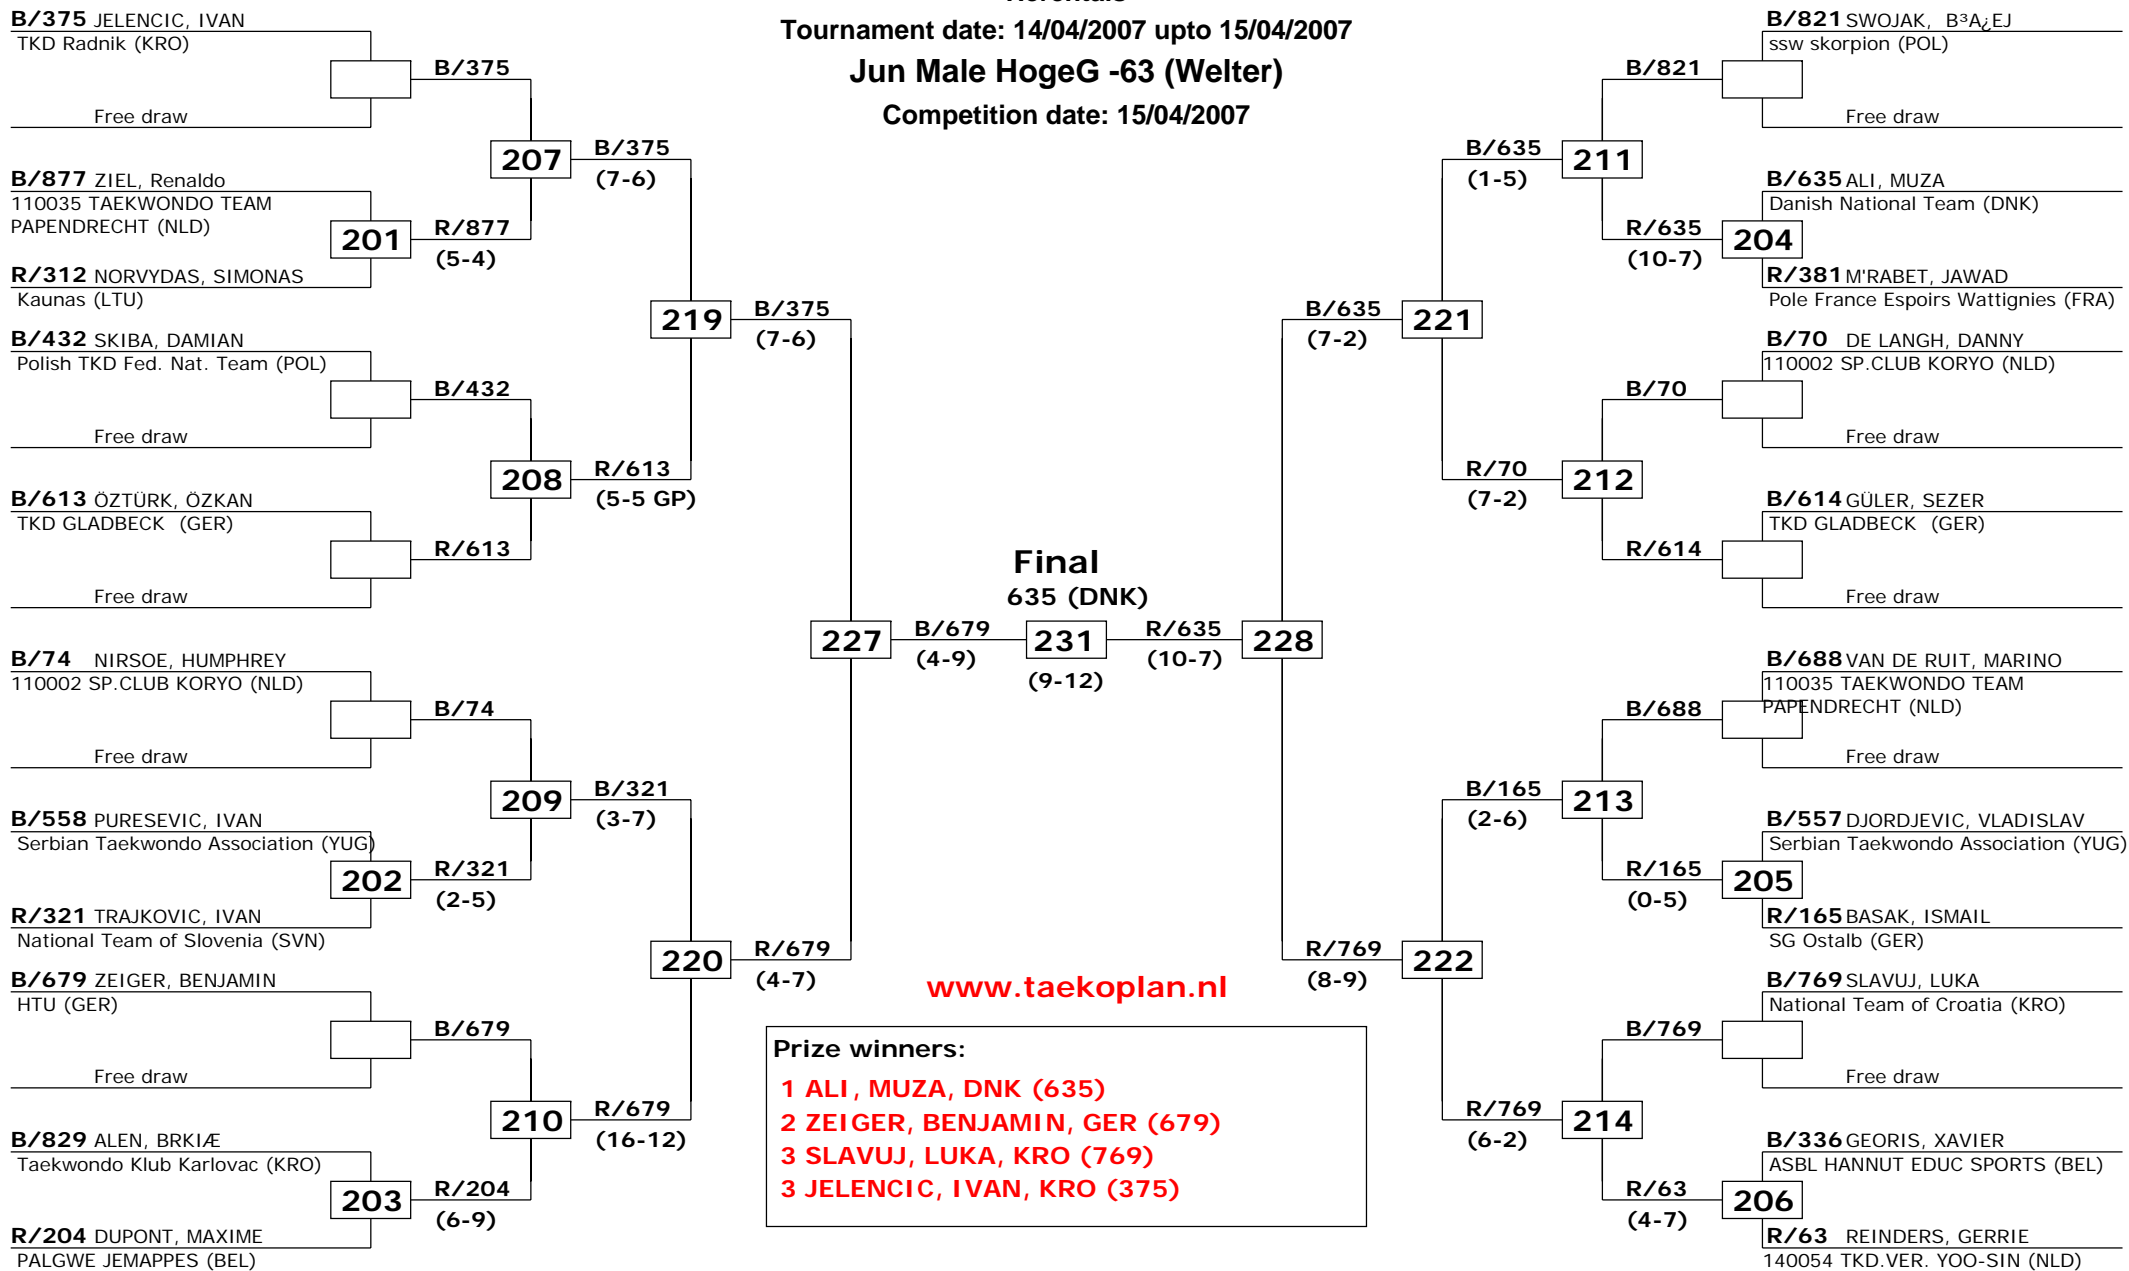 Tournament date: 14/04/2007 upto 15/04/2007
Jun Male HogeG -63 (Welter)
Competition date: 15/04/2007
B/375 JELENCIC, IVAN
TKD Radnik (KRO)
B/375
Free draw
207
B/375
(7-6)
B/877 ZIEL, Renaldo
110035 TAEKWONDO TEAM
PAPENDRECHT (NLD)
201
R/877
(5-4)
R/312 NORVYDAS, SIMONAS
Kaunas (LTU)
219
B/375
(7-6)
B/432 SKIBA, DAMIAN
Polish TKD Fed. Nat. Team (POL)
B/432
Free draw
208
R/613
(5-5 GP)
B/613 ÖZTÜRK, ÖZKAN
TKD GLADBECK (GER)
R/613
Free draw
227
B/679
(4-9)
B/74 NIRSOE, HUMPHREY
110002 SP.CLUB KORYO (NLD)
B/74
Free draw
209
B/321
(3-7)
B/558 PURESEVIC, IVAN
Serbian Taekwondo Association (YUG)
202
R/321
(2-5)
R/321 TRAJKOVIC, IVAN
National Team of Slovenia (SVN)
220
R/679
(4-7)
B/679 ZEIGER, BENJAMIN
HTU (GER)
B/679
Free draw
210
R/679
(16-12)
B/829 ALEN, BRKIÆ
Taekwondo Klub Karlovac (KRO)
203
R/204
(6-9)
R/204 DUPONT, MAXIME
PALGWE JEMAPPES (BEL)
Final
635 (DNK)
231
(9-12)
R/635
(10-7)
228
B/821 SWOJAK, B³A¿EJ
ssw skorpion (POL)
B/821
Free draw
B/635
(1-5)
211
B/635 ALI, MUZA
Danish National Team (DNK)
R/635
(10-7)
204
R/381 M'RABET, JAWAD
Pole France Espoirs Wattignies (FRA)
B/635
(7-2)
221
B/70 DE LANGH, DANNY
110002 SP.CLUB KORYO (NLD)
B/70
Free draw
R/70
(7-2)
212
B/614 GÜLER, SEZER
TKD GLADBECK (GER)
R/614
Free draw
B/688 VAN DE RUIT, MARINO
110035 TAEKWONDO TEAM
PAPENDRECHT (NLD)
B/688
Free draw
B/165
(2-6)
213
B/557 DJORDJEVIC, VLADISLAV
Serbian Taekwondo Association (YUG)
R/165
(0-5)
205
R/165 BASAK, ISMAIL
SG Ostalb (GER)
R/769
(8-9)
222
B/769 SLAVUJ, LUKA
National Team of Croatia (KRO)
B/769
Free draw
R/769
(6-2)
214
B/336 GEORIS, XAVIER
ASBL HANNUT EDUC SPORTS (BEL)
R/63
(4-7)
206
R/63 REINDERS, GERRIE
140054 TKD.VER. YOO-SIN (NLD)
www.taekoplan.nl
Prize winners:
1 ALI, MUZA, DNK (635)
2 ZEIGER, BENJAMIN, GER (679)
3 SLAVUJ, LUKA, KRO (769)
3 JELENCIC, IVAN, KRO (375)